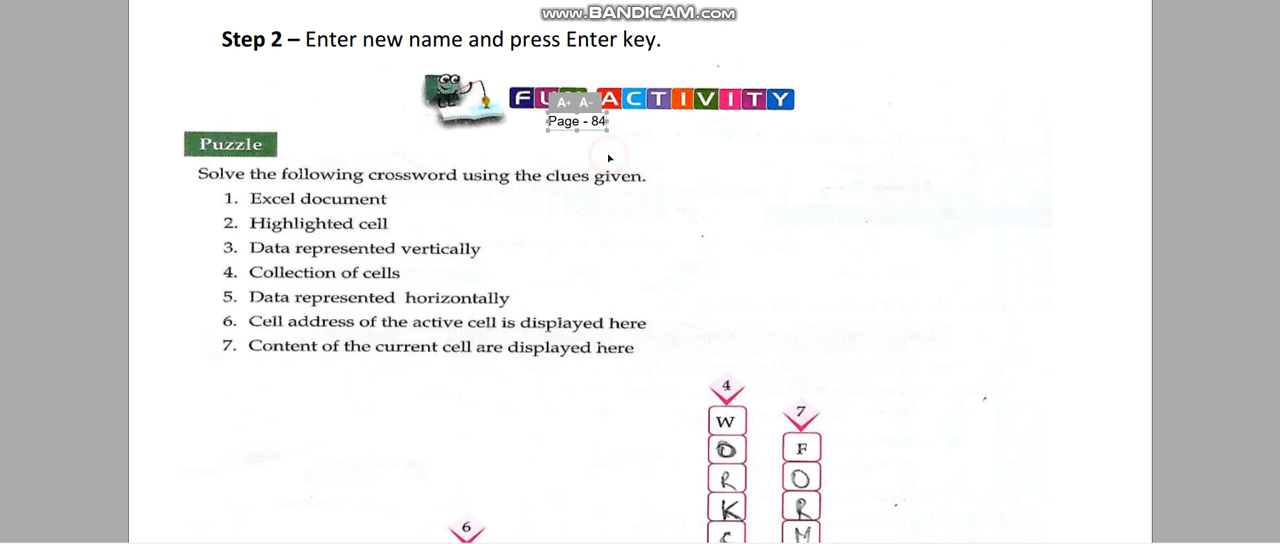 www.BANDICAM.com
Step 2 – Enter new name and press Enter key.
ACTIVITY
A+ A-
Page - 84
Puzzle
Solve the following crossword using the clues given.
1. Excel document
2. Highlighted cell
3. Data represented vertically
4. Collection of cells
5. Data represented horizontally
6. Cell address of the active cell is displayed here
7. Content of the current cell are displayed here
4
7
W
F
O
O
R
R
K
M
6